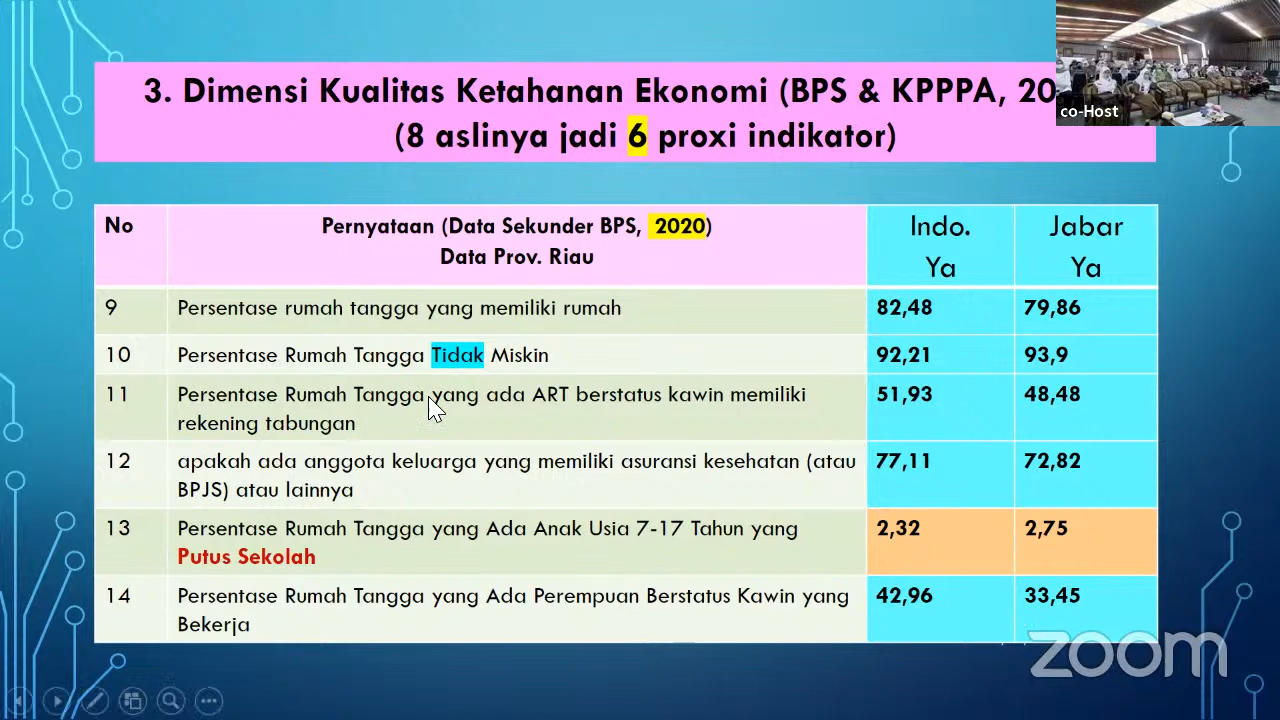 3. Dimensi Kualitas Ketahanan Ekonomi (BPS & KPPPA, 20
(8 aslinya jadi 6 proxi indikator)
co-Host
No
Pernyataan (Data Sekunder BPS, 2020)
Data Prov. Riau
Indo.
Ya
Jabar
Ya
9
Persentase rumah tangga yang memiliki rumah
82,48
79,86
10
Persentase Rumah Tangga Tidak Miskin
92,21
93,9
11
Persentase Rumah Tangga yang ada ART berstatus kawin memiliki
rekening tabungan
51,93
48,48
12
apakah ada anggota keluarga yang memiliki asuransi kesehatan (atau
BPJS) atau lainnya
77,11
72,82
13
Persentase Rumah Tangga yang Ada Anak Usia 7-17 Tahun yang
Putus Sekolah
2,32
2,75
14
Persentase Rumah Tangga yang Ada Perempuan Berstatus Kawin yang
Bekerja
42,96
33,45
zoom